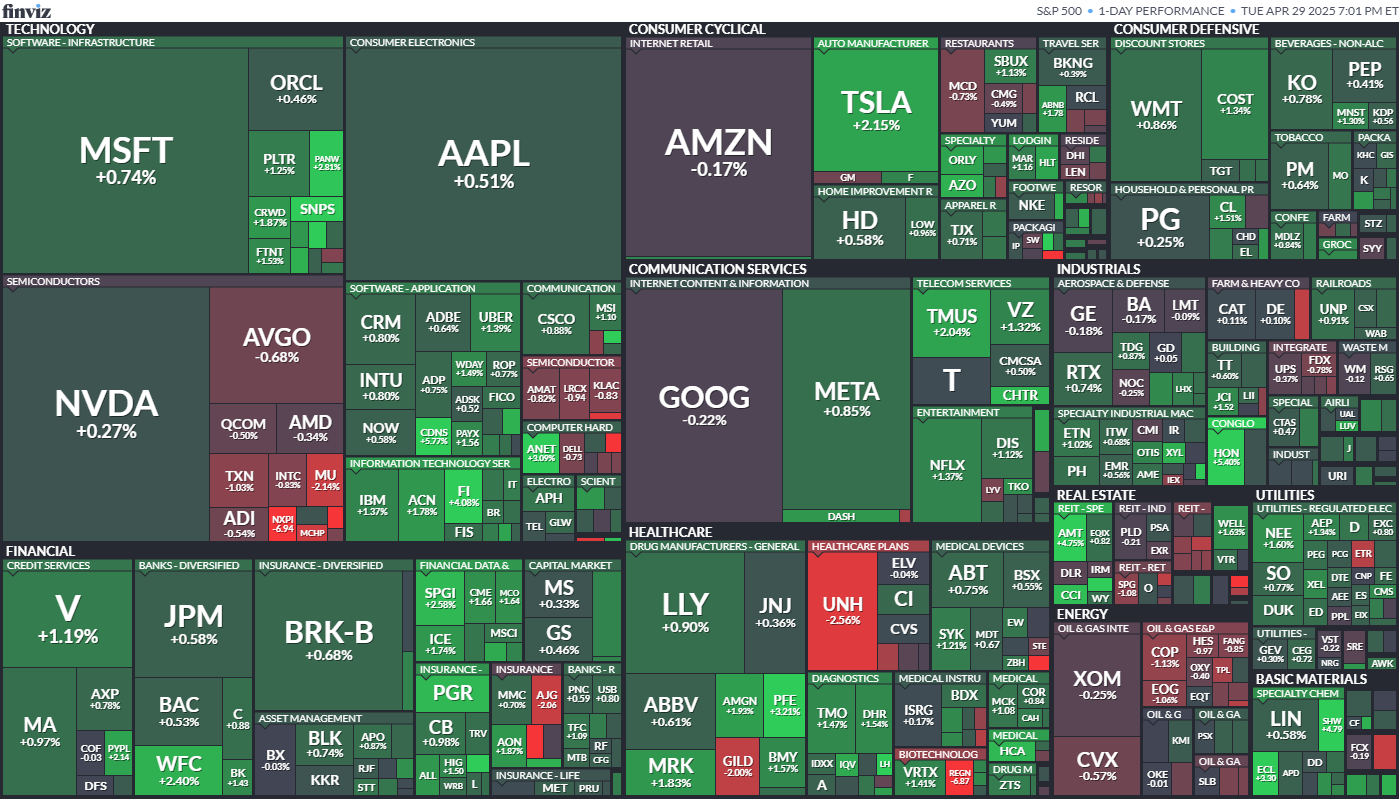 finviz
S&P 500 • 1-DAY PERFORMANCE • TUE APR 29 2025 7:01 PM ET
TECHNOLOGY
SOFTWARE - INFRASTRUCTURE
MSFT
+0.74%
ORCL
+0.46%
PLTR
+1.25%
PANW
+2.81%
CRWD
+1.87%
SNPS
FTNT
+1.53%
CONSUMER ELECTRONICS
AAPL
+0.51%
SEMICONDUCTORS
NVDA
+0.27%
AVGO
-0.68%
QCOM
-0.50%
AMD
-0.34%
TXN
-1.03%
INTC
-0.83%
MU
-2.14%
ADI
-0.54%
NXPI
-6.94
MCHP
SOFTWARE - APPLICATION
CRM
+0.80%
ADBE
+0.64%
UBER
+1.39%
INTU
+0.80%
ADP
+0.75%
WDAY
+1.49%
ROP
+0.77%
ADSK
+0.52
FICO
NOW
+0.58%
CDNS
+5.77%
PAYX
+1.56
COMMUNICATION
CSCO
+0.88%
MSI
+1.10
SEMICONDUCTOR
AMAT
-0.82%
LRCX
-0.94
KLAC
-0.83
COMPUTER HARD
ANET
+3.09%
DELL
-0.73
INFORMATION TECHNOLOGY SER
IBM
+1.37%
ACN
+1.78%
FI
+4.08%
IT
BR
FIS
ELECTRO
APH
TEL
GLW
SCIENT
CONSUMER CYCLICAL
INTERNET RETAIL
AMZN
-0.17%
AUTO MANUFACTURER
TSLA
+2.15%
GM
F
HOME IMPROVEMENT R
HD
+0.58%
LOW
+0.96%
RESTAURANTS
MCD
-0.73%
SBUX
+1.13%
CMG
-0.49%
YUM
TRAVEL SER
BKNG
+0.39%
ABNB
+1.78
RCL
SPECIALTY
ORLY
AZO
LODGIN
MAR
+1.16
HLT
RESIDE
DHI
LEN
APPAREL R
TJX
+0.71%
FOOTWE
NKE
RESOR
PACKAGI
IP
SW
CONSUMER DEFENSIVE
DISCOUNT STORES
WMT
+0.86%
COST
+1.34%
TGT
BEVERAGES - NON-ALC
KO
+0.78%
PEP
+0.41%
MNST
+1.30%
KDP
+0.56
TOBACCO
PM
+0.64%
MO
PACKA
KHC
GIS
K
HOUSEHOLD & PERSONAL PR
PG
+0.25%
CL
+1.51%
CHD
EL
CONFE
MDLZ
+0.84%
FARM
GROC
STZ
SYY
COMMUNICATION SERVICES
INTERNET CONTENT & INFORMATION
GOOG
-0.22%
META
+0.85%
DASH
TELECOM SERVICES
TMUS
+2.04%
VZ
+1.32%
T
CMCSA
+0.50%
CHTR
ENTERTAINMENT
NFLX
+1.37%
DIS
+1.12%
LYV
TKO
INDUSTRIALS
AEROSPACE & DEFENSE
GE
-0.18%
BA
-0.17%
LMT
-0.09%
RTX
+0.74%
TDG
+0.87%
GD
+0.05
NOC
-0.25%
LHX
FARM & HEAVY CO
CAT
+0.11%
DE
+0.10%
RAILROADS
UNP
+0.91%
CSX
WAB
BUILDING
TT
+0.60%
JCI
+1.52
LII
INTEGRATE
UPS
-0.37%
FDX
-0.78%
WASTE M
WM
-0.12
RSG
+0.65
SPECIALTY INDUSTRIAL MAC
ETN
+1.02%
ITW
+0.68%
CMI
IR
OTIS
XYL
PH
EMR
+0.56%
AME
IEX
CONGLO
HON
+5.40%
SPECIAL
CTAS
+0.47
AIRLI
UAL
LUV
INDUST
J
URI
HEALTHCARE
DRUG MANUFACTURERS - GENERAL
LLY
+0.90%
JNJ
+0.36%
ABBV
+0.61%
AMGN
+1.93%
PFE
+3.21%
MRK
+1.83%
GILD
-2.00%
BMY
+1.57%
HEALTHCARE PLANS
UNH
-2.56%
ELV
-0.04%
CI
CVS
MEDICAL DEVICES
ABT
+0.75%
BSX
+0.55%
SYK
+1.21%
MDT
+0.67
EW
STE
ZBH
DIAGNOSTICS
TMO
+1.47%
DHR
+1.54%
IDXX
IQV
LH
A
MEDICAL INSTRU
ISRG
+0.17%
BDX
MEDICAL
MCK
+1.08
COR
+0.84
CAH
BIOTECHNOLOG
VRTX
+1.41%
REGN
-6.87
MEDICAL
HCA
DRUG M
ZTS
REAL ESTATE
REIT - SPE
AMT
+4.75%
EQIX
+0.82
DLR
IRM
CCI
WY
REIT - IND
PLD
-0.21
PSA
EXR
REIT - RET
SPG
-1.08
O
REIT -
WELL
+1.63%
VTR
UTILITIES
UTILITIES - REGULATED ELEC
NEE
+1.60%
AEP
+1.34%
D
EXC
+0.80
SO
+0.77%
PEG
PCG
ETR
XEL
DTE
CNP
FE
DUK
AEE
ES
CMS
ED
PPL
EIX
UTILITIES -
GEV
+0.30%
CEG
+0.72
VST
-0.22
NRG
SRE
AWK
ENERGY
OIL & GAS INTE
XOM
-0.25%
CVX
-0.57%
OIL & GAS E&P
COP
-1.13%
HES
-0.97
FANG
-0.85
EOG
-1.06%
OXY
-0.40
TPL
EQT
OIL & G
KMI
OKE
-0.01
OIL & GA
PSX
OIL & GA
SLB
BASIC MATERIALS
SPECIALTY CHEM
LIN
+0.58%
SHW
+4.79
ECL
+3.30
APD
DD
CF
FCX
-0.19
FINANCIAL
CREDIT SERVICES
V
+1.19%
MA
+0.97%
AXP
+0.78%
COF
-0.03
PYPL
+2.14
DFS
BANKS - DIVERSIFIED
JPM
+0.58%
BAC
+0.53%
C
+0.88
WFC
+2.40%
BK
+1.43
INSURANCE - DIVERSIFIED
BRK-B
+0.68%
ASSET MANAGEMENT
BX
-0.03%
BLK
+0.74%
APO
+0.87%
KKR
RJF
STT
FINANCIAL DATA &
SPGI
+2.58%
CME
+1.66
MCO
+1.64
ICE
+1.74%
MSCI
CAPITAL MARKET
MS
+0.33%
GS
+0.46%
INSURANCE -
PGR
CB
+0.98%
TRV
ALL
HIG
+1.50
WRB
L
INSURANCE
MMC
+0.70%
AJG
-2.06
AON
+1.87%
BANKS - R
PNC
+0.59
USB
+0.80
TFC
+1.09
RF
MTB
CFG
INSURANCE - LIFE
MET
PRU